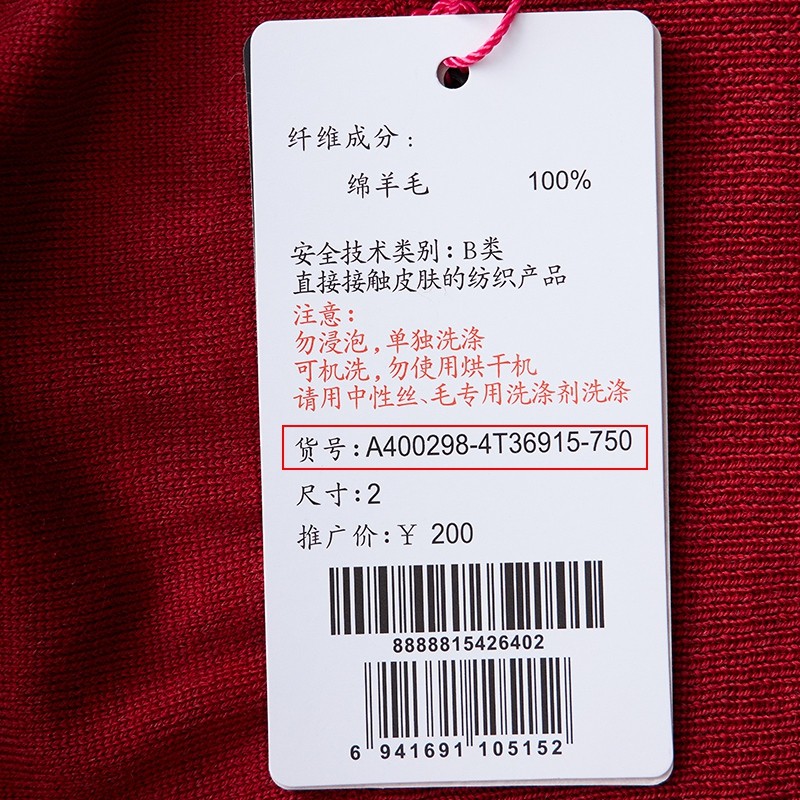 纤维成分:
绵羊毛 100%
安全技术类别:B类
直接接触皮肤的纺织产品
注意:
勿浸泡,单独洗涤
可机洗,勿使用烘干机
请用中性丝、毛专用洗涤剂洗涤
货号:A400298-4T36915-750
尺寸:2
推广价:¥ 200
8888815426402
6 941691 105152